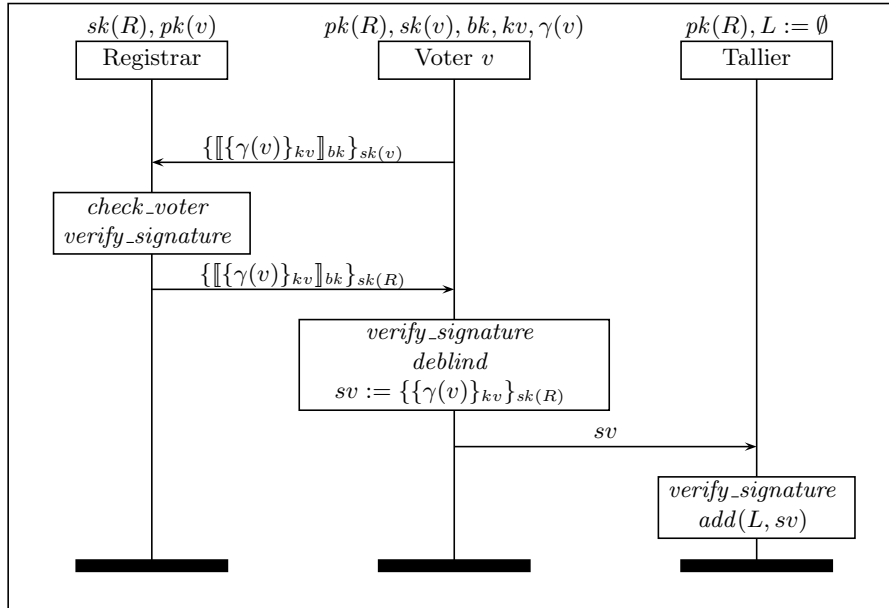 sk(R), pk(v)
pk(R), sk(v), bk, kv, γ(v)
pk(R), L := ∅
Registrar
Voter v
Tallier
{⟦{γ(v)}kv⟧bk}sk(v)
check_voter
verify_signature
{⟦{γ(v)}kv⟧bk}sk(R)
verify_signature
deblind
sv := {{γ(v)}kv}sk(R)
sv
verify_signature
add(L, sv)